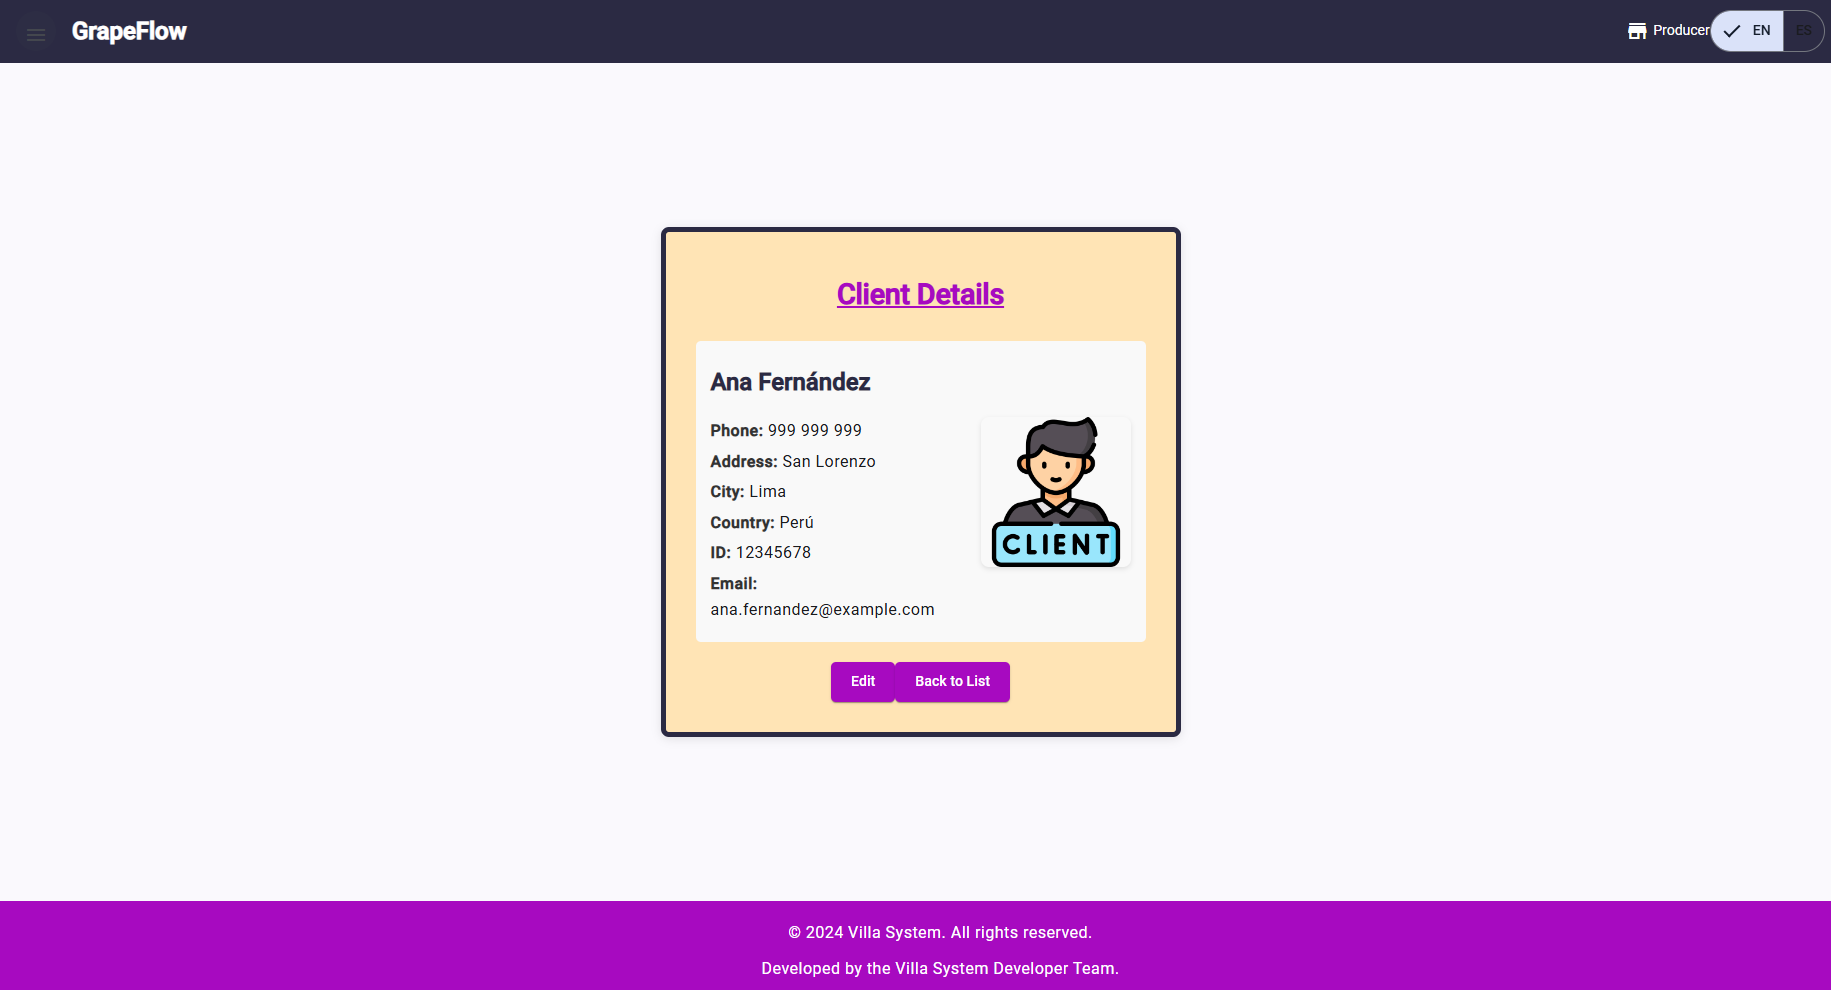 GrapeFlow
Producer
EN
ES
Client Details
Ana Fernández
Phone: 999 999 999
Address: San Lorenzo
City: Lima
Country: Perú
ID: 12345678
Email:
ana.fernandez@example.com
CLIENT
Edit
Back to List
© 2024 Villa System. All rights reserved.
Developed by the Villa System Developer Team.